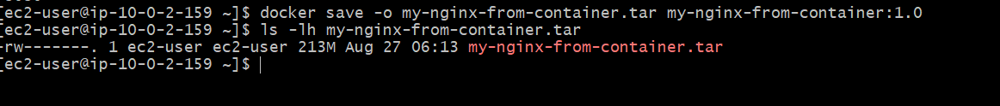 [ec2-user@ip-10-0-2-159 ~]$ docker save -o my-nginx-from-container.tar my-nginx-from-container:1.0
[ec2-user@ip-10-0-2-159 ~]$ ls -lh my-nginx-from-container.tar
-rw-------. 1 ec2-user ec2-user 213M Aug 27 06:13 my-nginx-from-container.tar
[ec2-user@ip-10-0-2-159 ~]$